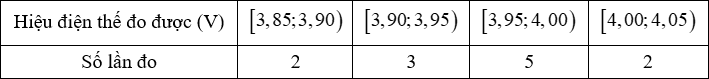 Hiệu điện thế đo được (V) [3,85;3,90) [3,90;3,95) [3,95;4,00) [4,00;4,05)
Số lần đo 2 3 5 2